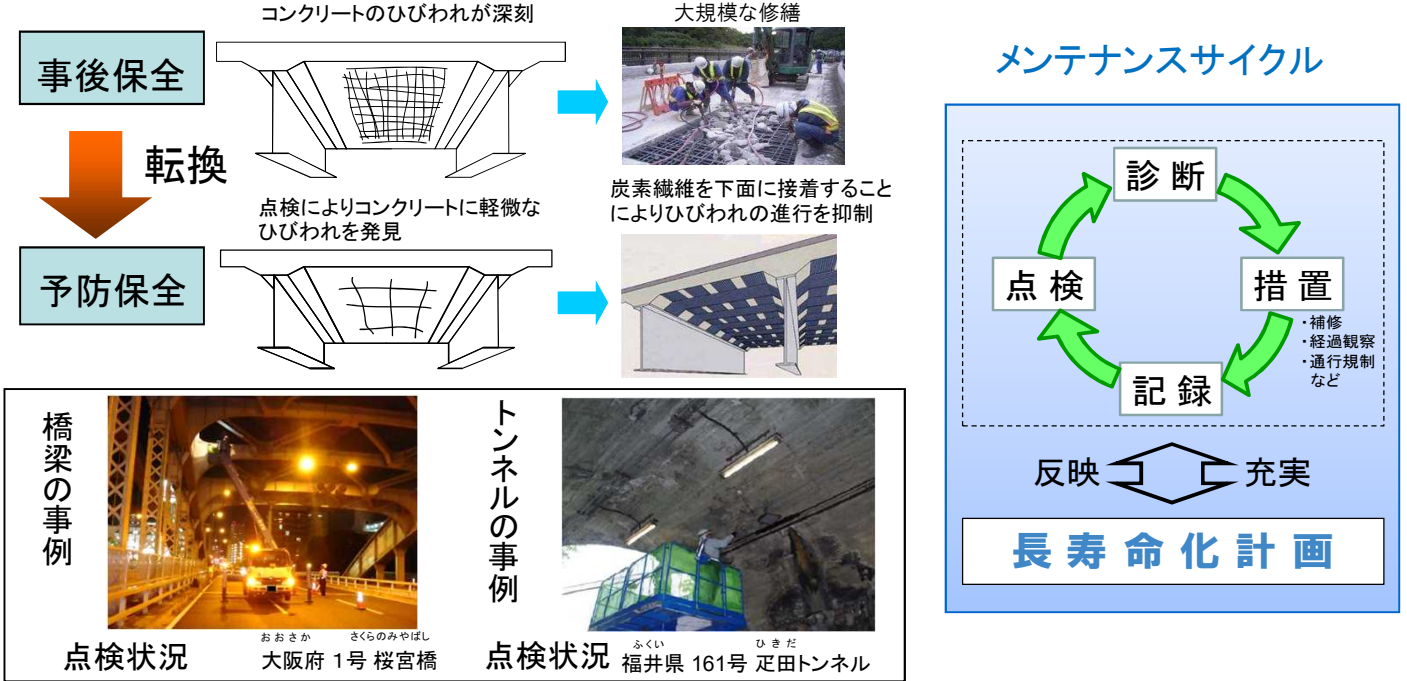 コンクリートのひびわれが深刻
大規模な修繕
事後保全
転換
点検によりコンクリートに軽微な
ひびわれを発見
炭素繊維を下面に接着すること
によりひびわれの進行を抑制
予防保全
橋梁の事例
点検状況
おおさか さくらのみやばし
大阪府 1号 桜宮橋
トンネルの事例
点検状況
ふくい ひきだ
福井県 161号 疋田トンネル
メンテナンスサイクル
診断
点検
措置
・補修
・経過観察
・通行規制
など
記録
反映
充実
長寿命化計画